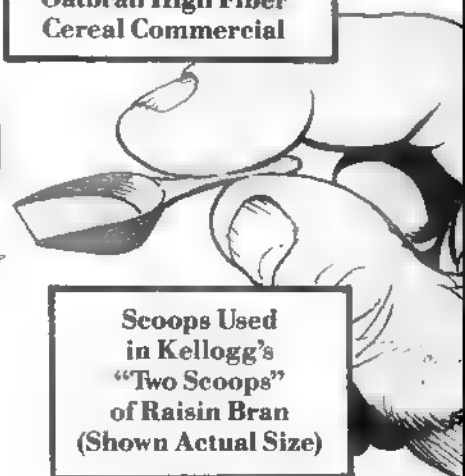 Oatbran High Fiber
Cereal Commercial
Scoops Used
in Kellogg's
“Two Scoops”
of Raisin Bran
(Shown Actual Size)